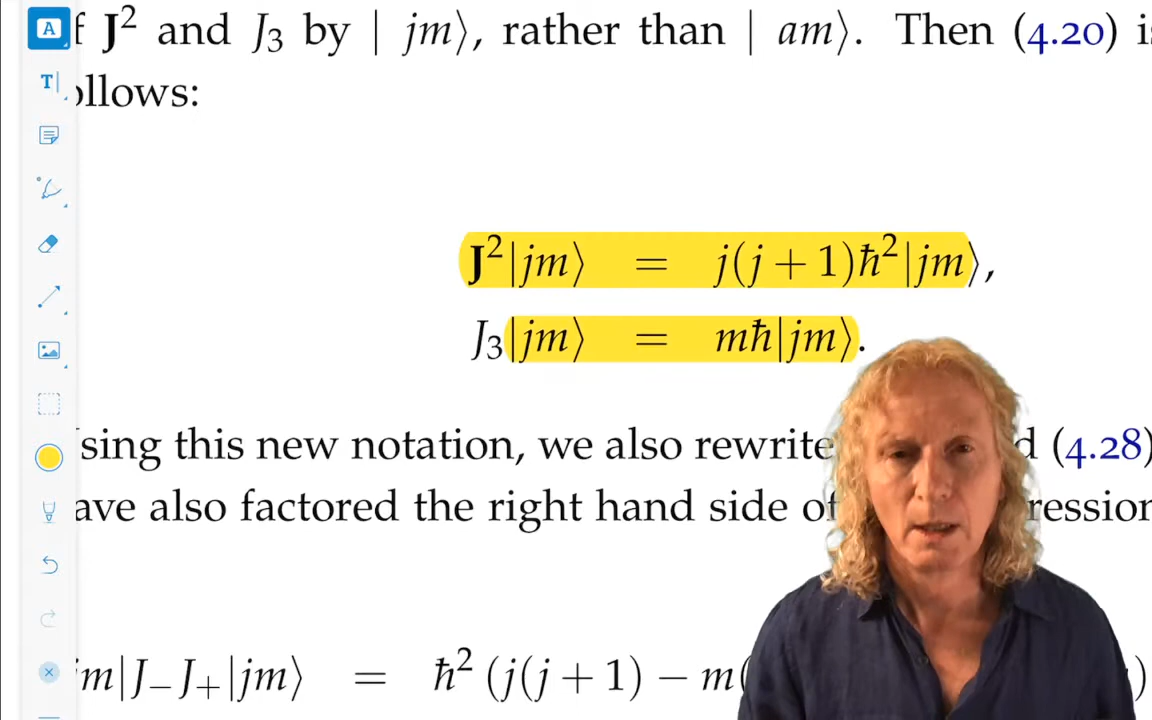 A
f J² and J₃ by | jm⟩, rather than | am⟩. Then (4.20) is
T
ollows:
J²|jm⟩ = j(j + 1)ħ²|jm⟩,
J₃|jm⟩ = mħ|jm⟩.
sing this new notation, we also rewrite d (4.28)
ave also factored the right hand side of ression
m|J₋J₊|jm⟩ = ħ² (j(j + 1) − m( )